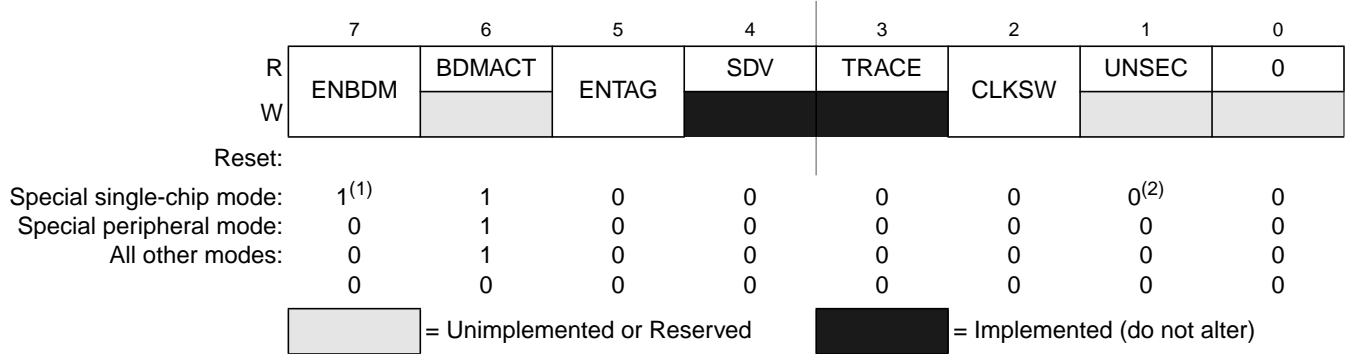 7 6 5 4 3 2 1 0
R ENBDM BDMACT ENTAG SDV TRACE CLKSW UNSEC 0
W
Reset:
Special single-chip mode: 1(1) 1 0 0 0 0 0(2) 0
Special peripheral mode: 0 1 0 0 0 0 0 0
All other modes: 0 1 0 0 0 0 0 0
0 0 0 0 0 0 0 0
= Unimplemented or Reserved = Implemented (do not alter)